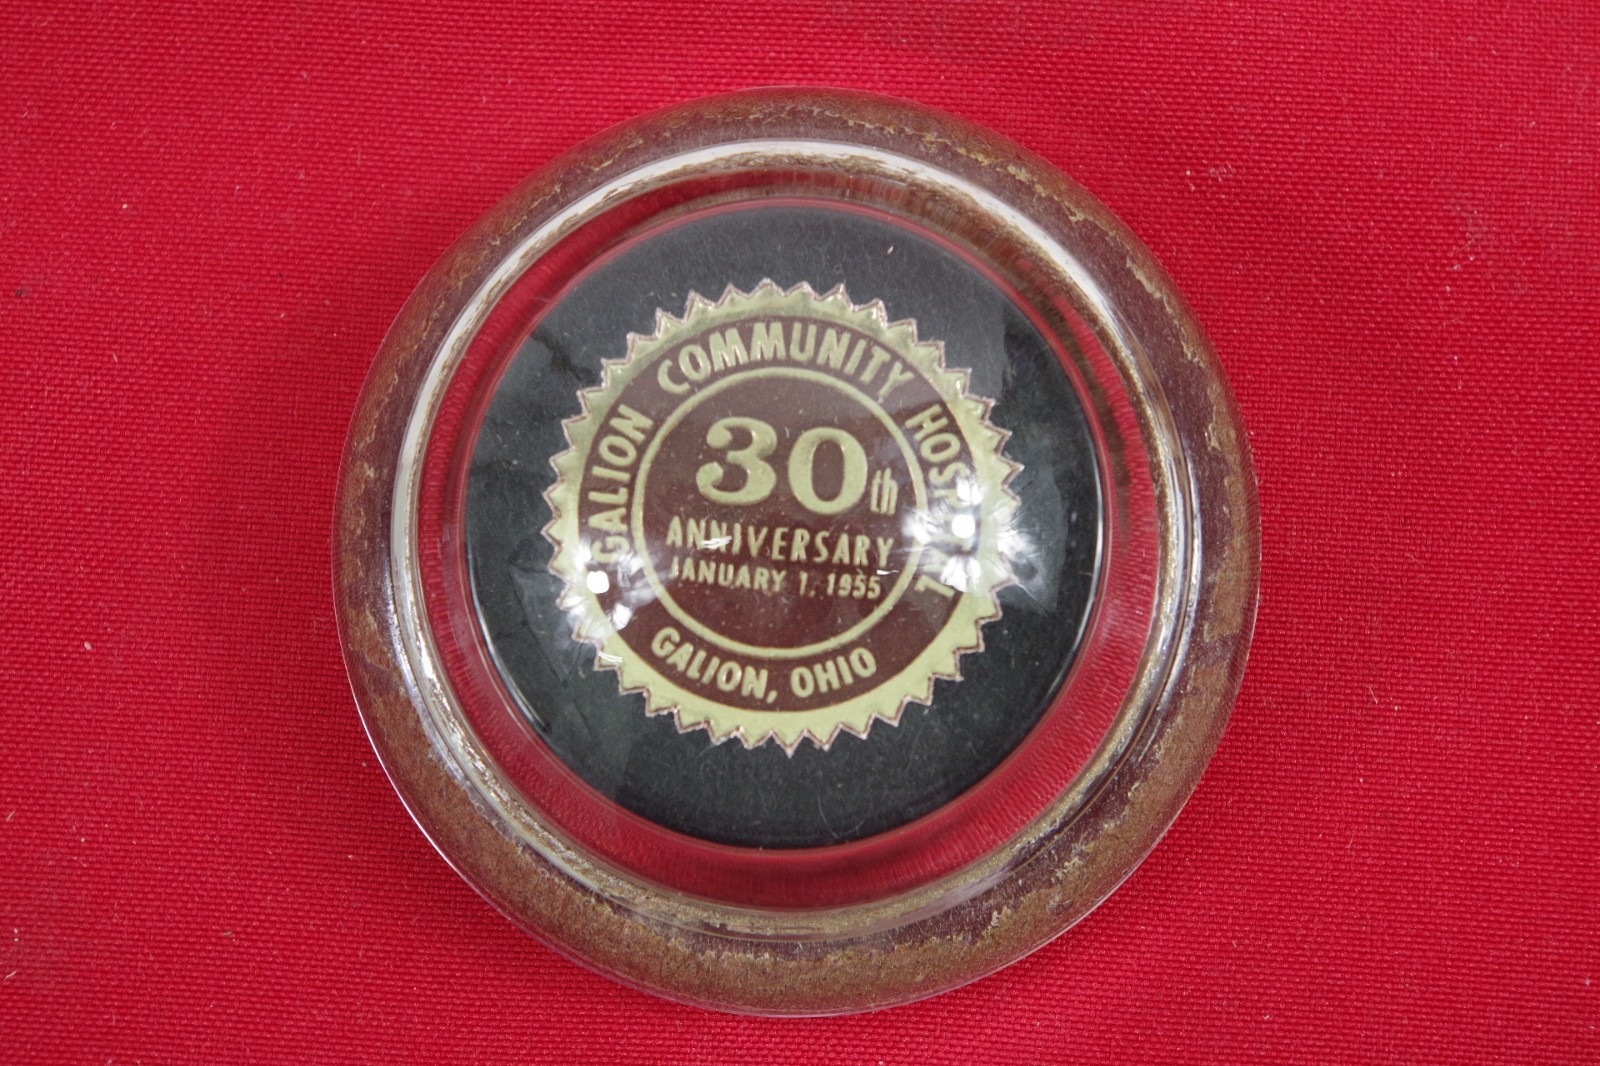 GALION COMMUNITY HOSPITAL
30th
ANNIVERSARY
JANUARY 1, 1955
GALION, OHIO